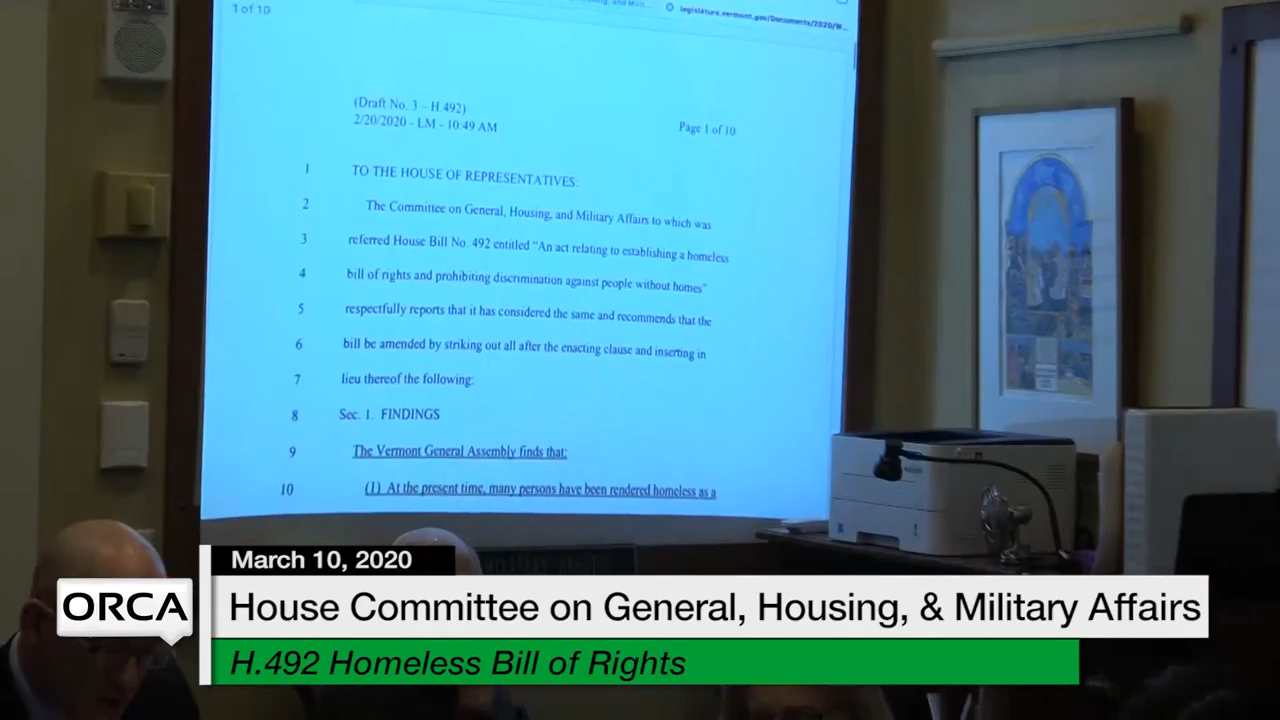 1 of 10
legislature.vermont.gov/Documents/2020/W...
(Draft No. 3 – H.492)
2/20/2020 - LM - 10:49 AM
Page 1 of 10
1 TO THE HOUSE OF REPRESENTATIVES:
2 The Committee on General, Housing, and Military Affairs to which was
3 referred House Bill No. 492 entitled “An act relating to establishing a homeless
4 bill of rights and prohibiting discrimination against people without homes”
5 respectfully reports that it has considered the same and recommends that the
6 bill be amended by striking out all after the enacting clause and inserting in
7 lieu thereof the following:
8 Sec. 1. FINDINGS
9 The Vermont General Assembly finds that:
10 (1) At the present time, many persons have been rendered homeless as a
March 10, 2020
ORCA
House Committee on General, Housing, & Military Affairs
H.492 Homeless Bill of Rights